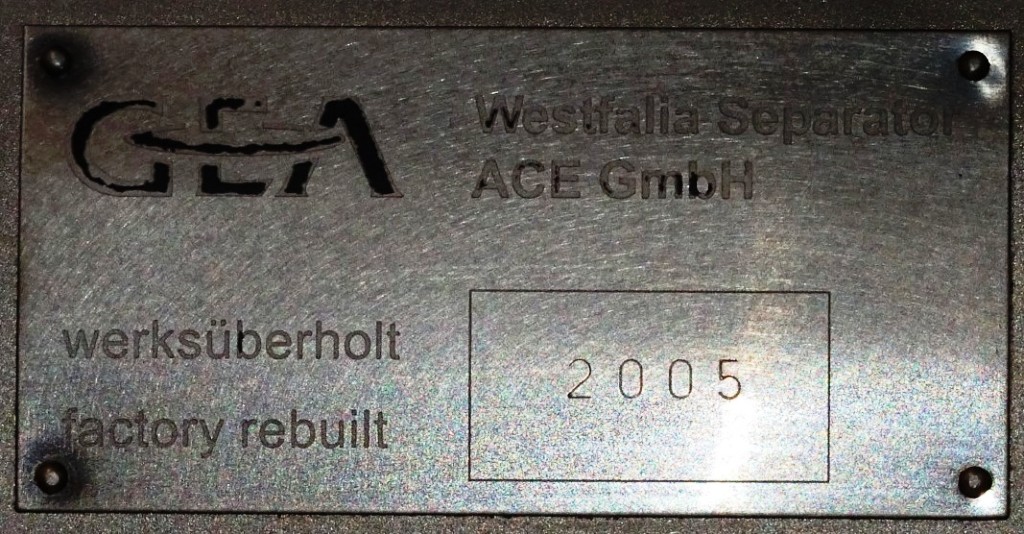 GEA
Westfalia Separator
ACE GmbH
werksüberholt
factory rebuilt
2005